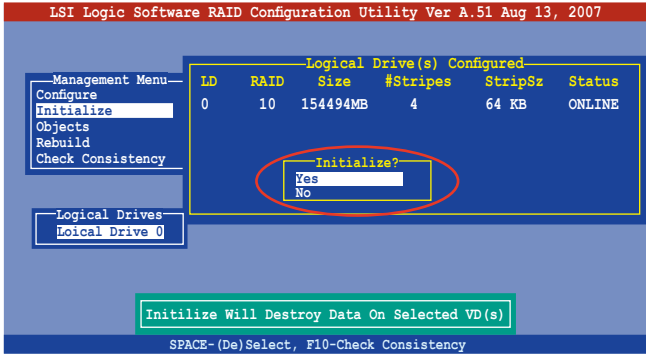 LSI Logic Software RAID Configuration Utility Ver A.51 Aug 13, 2007
Management Menu
Configure
Initialize
Objects
Rebuild
Check Consistency
Logical Drive(s) Configured
LD RAID Size #Stripes StripSz Status
0 10 154494MB 4 64 KB ONLINE
Initialize?
Yes
No
Logical Drives
Loical Drive 0
Initilize Will Destroy Data On Selected VD(s)
SPACE-(De)Select, F10-Check Consistency